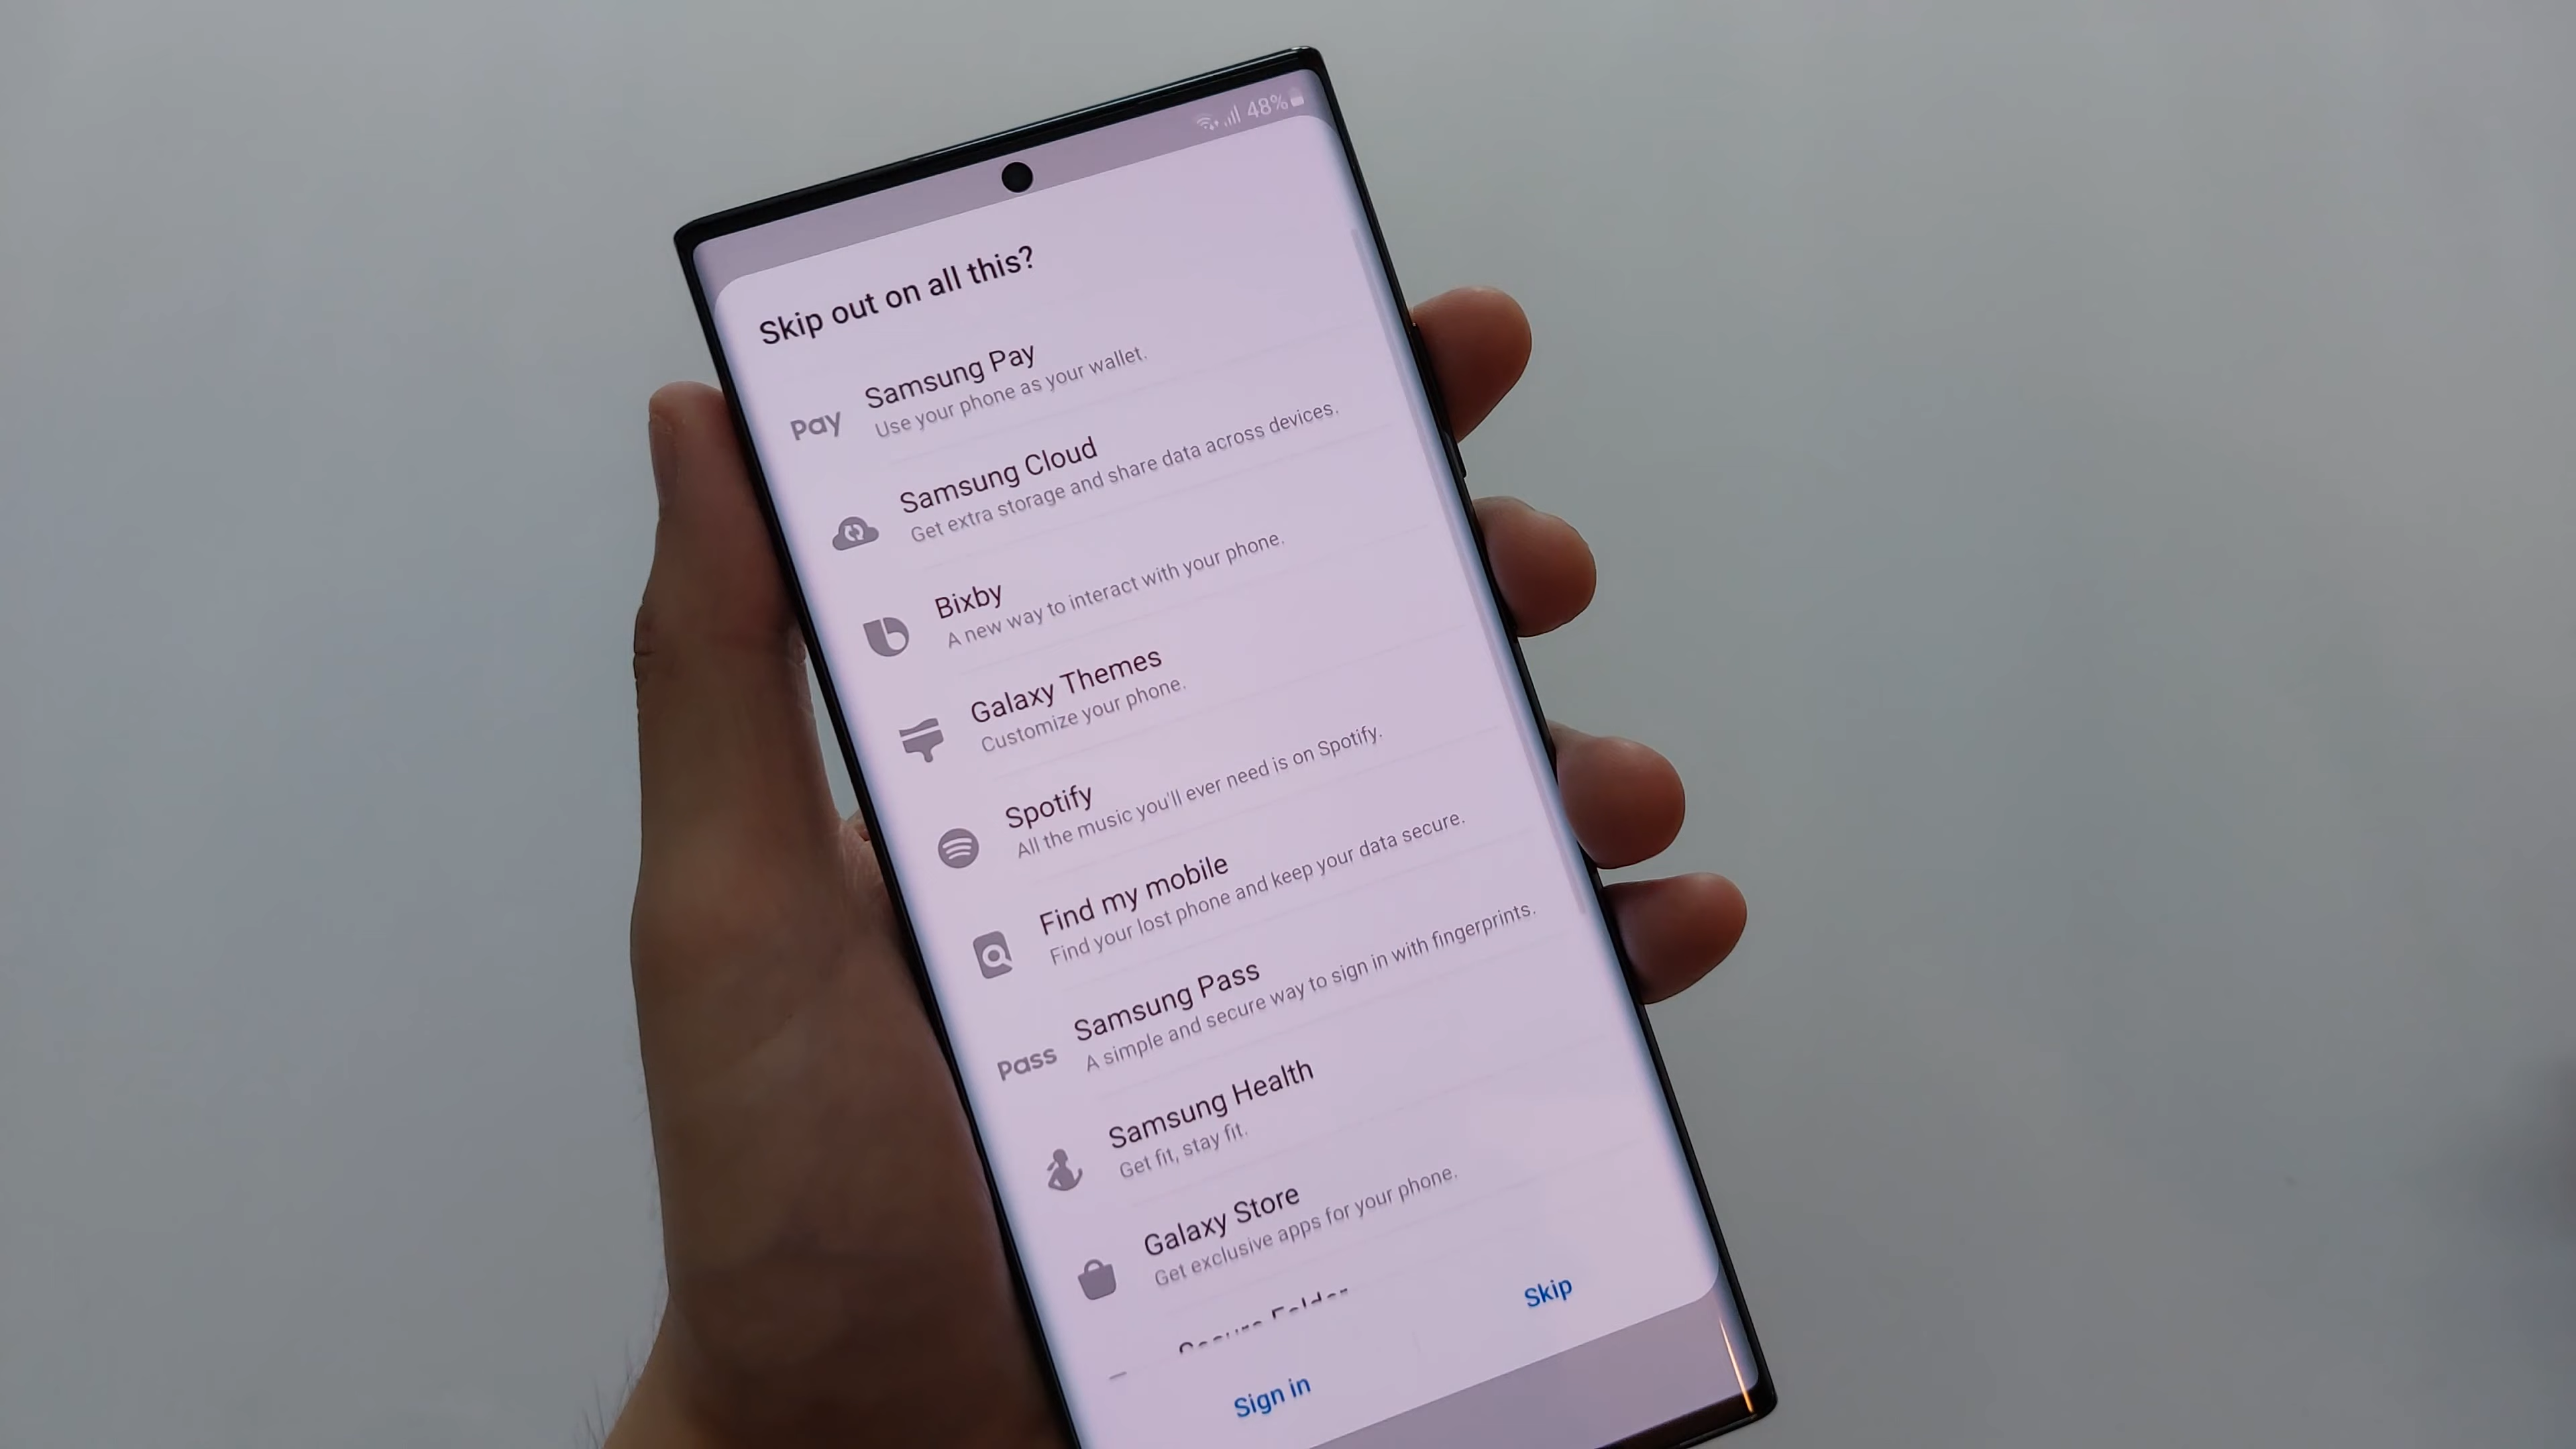 48%
Skip out on all this?
Pay
Samsung Pay
Use your phone as your wallet.
Samsung Cloud
Get extra storage and share data across devices.
Bixby
A new way to interact with your phone.
Galaxy Themes
Customize your phone.
Spotify
All the music you'll ever need is on Spotify.
Find my mobile
Find your lost phone and keep your data secure.
Pass
Samsung Pass
A simple and secure way to sign in with fingerprints.
Samsung Health
Get fit, stay fit.
Galaxy Store
Get exclusive apps for your phone.
Secure Folder
Sign in
Skip